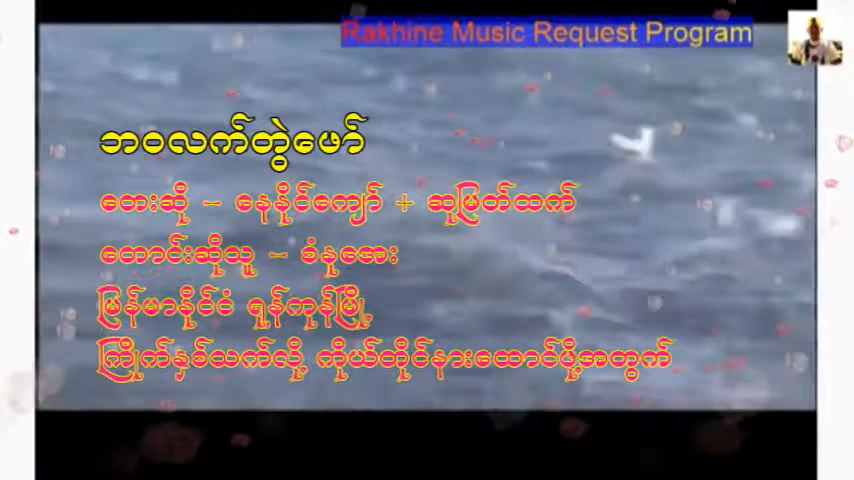 Rakhine Music Request Program
ဘဝလက်တွဲဖော်
တေးဆို - နေနိုင်ကျော် + ဆုမြတ်ထက်
တောင်းဆိုသူ - စံနုအေး
မြန်မာနိုင်ငံ ရန်ကုန်မြို့
ကြိုက်နှစ်သက်လို့ ကိုယ်တိုင်နားထောင်ဖို့အတွက်